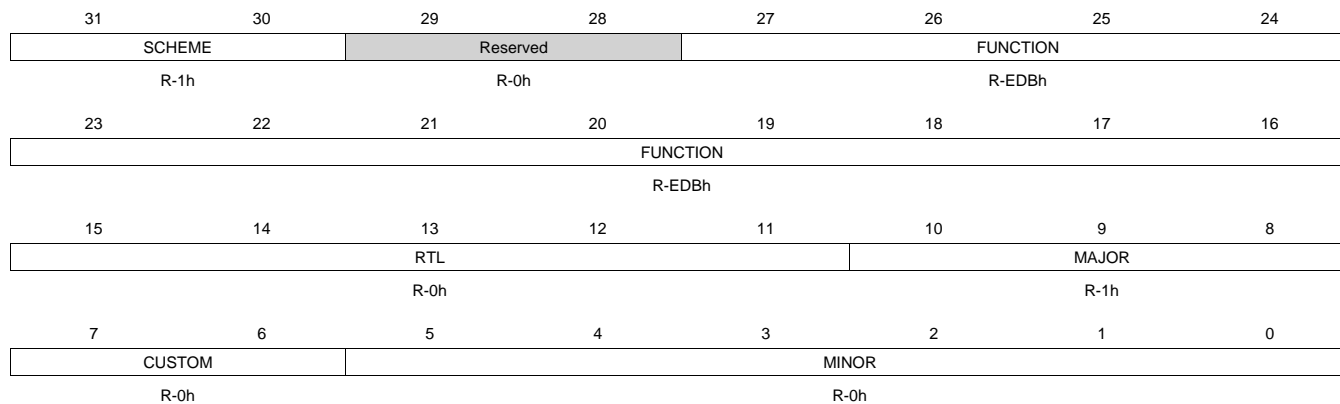 31 30 29 28 27 26 25 24
SCHEME Reserved FUNCTION
R-1h R-0h R-EDBh
23 22 21 20 19 18 17 16
FUNCTION
R-EDBh
15 14 13 12 11 10 9 8
RTL MAJOR
R-0h R-1h
7 6 5 4 3 2 1 0
CUSTOM MINOR
R-0h R-0h